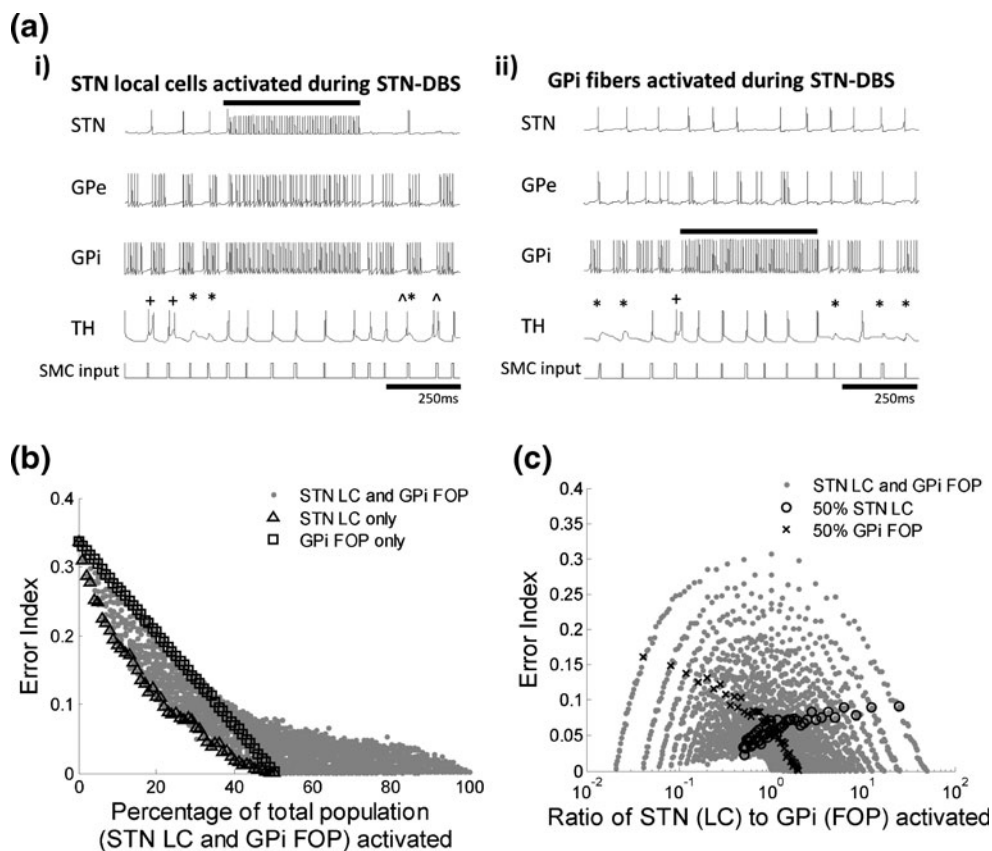 (a)
i)
STN local cells activated during STN-DBS
STN
GPe
GPi
+ + * * ^ * ^
TH
SMC input
250ms
ii)
GPi fibers activated during STN-DBS
STN
GPe
GPi
* * + * * *
TH
SMC input
250ms
(b)
STN LC and GPi FOP
STN LC only
GPi FOP only
Error Index
0.4
0.3
0.2
0.1
0
0 20 40 60 80 100
Percentage of total population
(STN LC and GPi FOP) activated
(c)
STN LC and GPi FOP
50% STN LC
50% GPi FOP
Error Index
0.4
0.35
0.3
0.25
0.2
0.15
0.1
0.05
0
10⁻² 10⁻¹ 10⁰ 10¹ 10²
Ratio of STN (LC) to GPi (FOP) activated